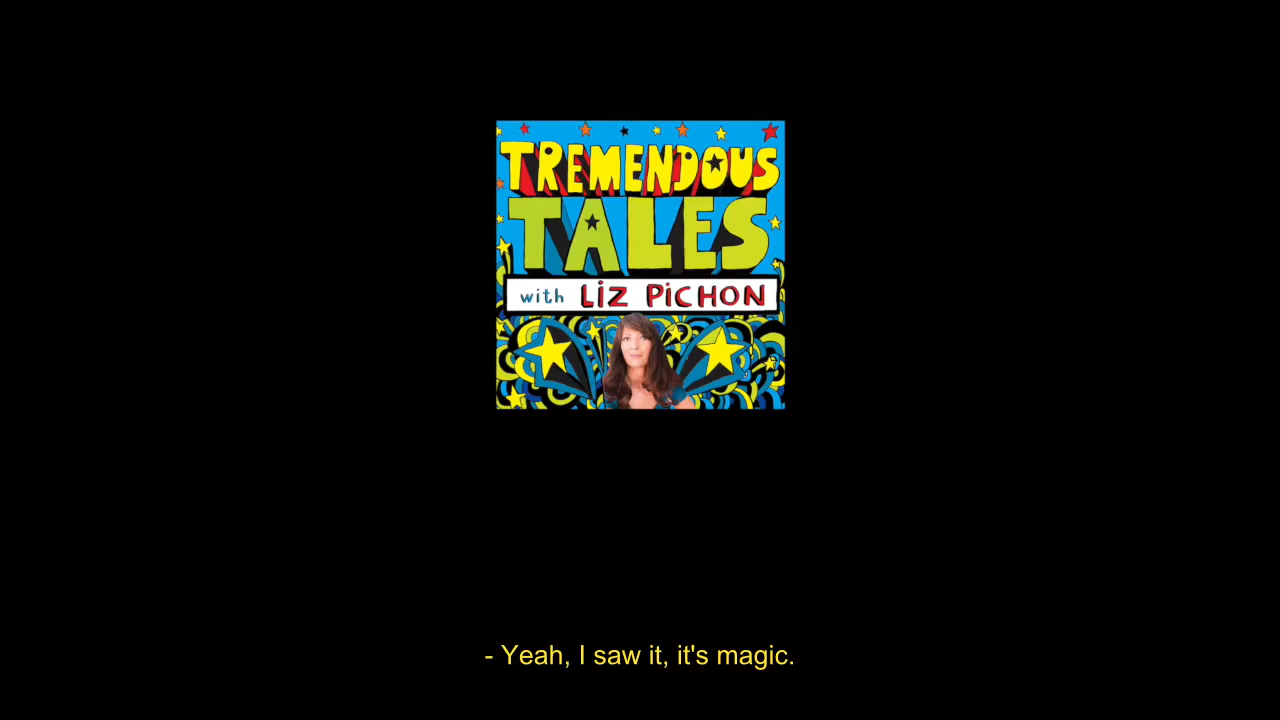 TREMENDOUS
TALES
with LiZ PiCHON
- Yeah, I saw it, it's magic.